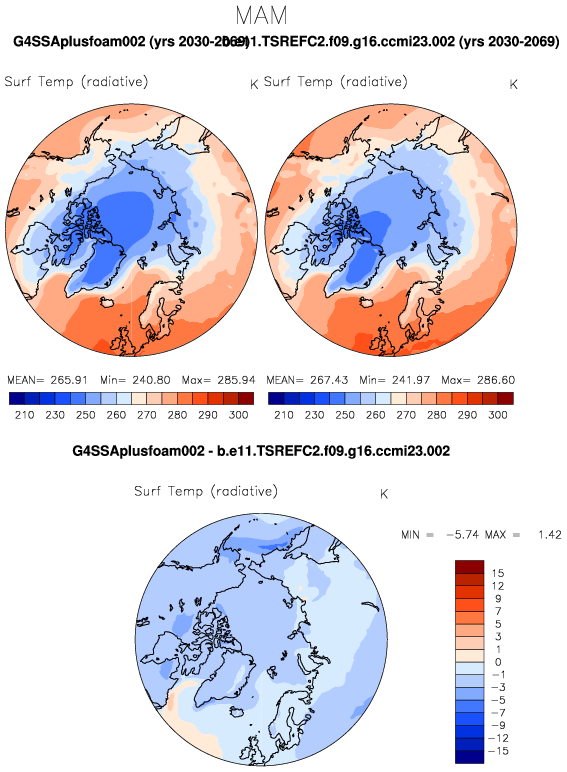 MAM
G4SSAplusfoam002 (yrs 2030-2069) b.e11.TSREFC2.f09.g16.ccmi23.002 (yrs 2030-2069)
Surf Temp (radiative) K Surf Temp (radiative) K
MEAN= 265.91 Min= 240.80 Max= 285.94 MEAN= 267.43 Min= 241.97 Max= 286.60
210 230 250 260 270 280 290 300 210 230 250 260 270 280 290 300
G4SSAplusfoam002 - b.e11.TSREFC2.f09.g16.ccmi23.002
Surf Temp (radiative) K
MIN = -5.74 MAX = 1.42
15
12
9
7
5
3
1
0
-1
-3
-5
-7
-9
-12
-15